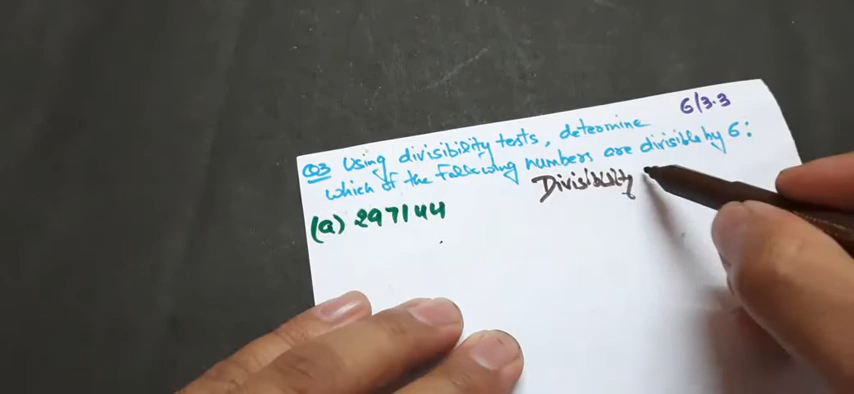 6/3.3
Q3 Using divisibility tests, determine
which of the following numbers are divisible by 6:
Divisibility
(a) 297144